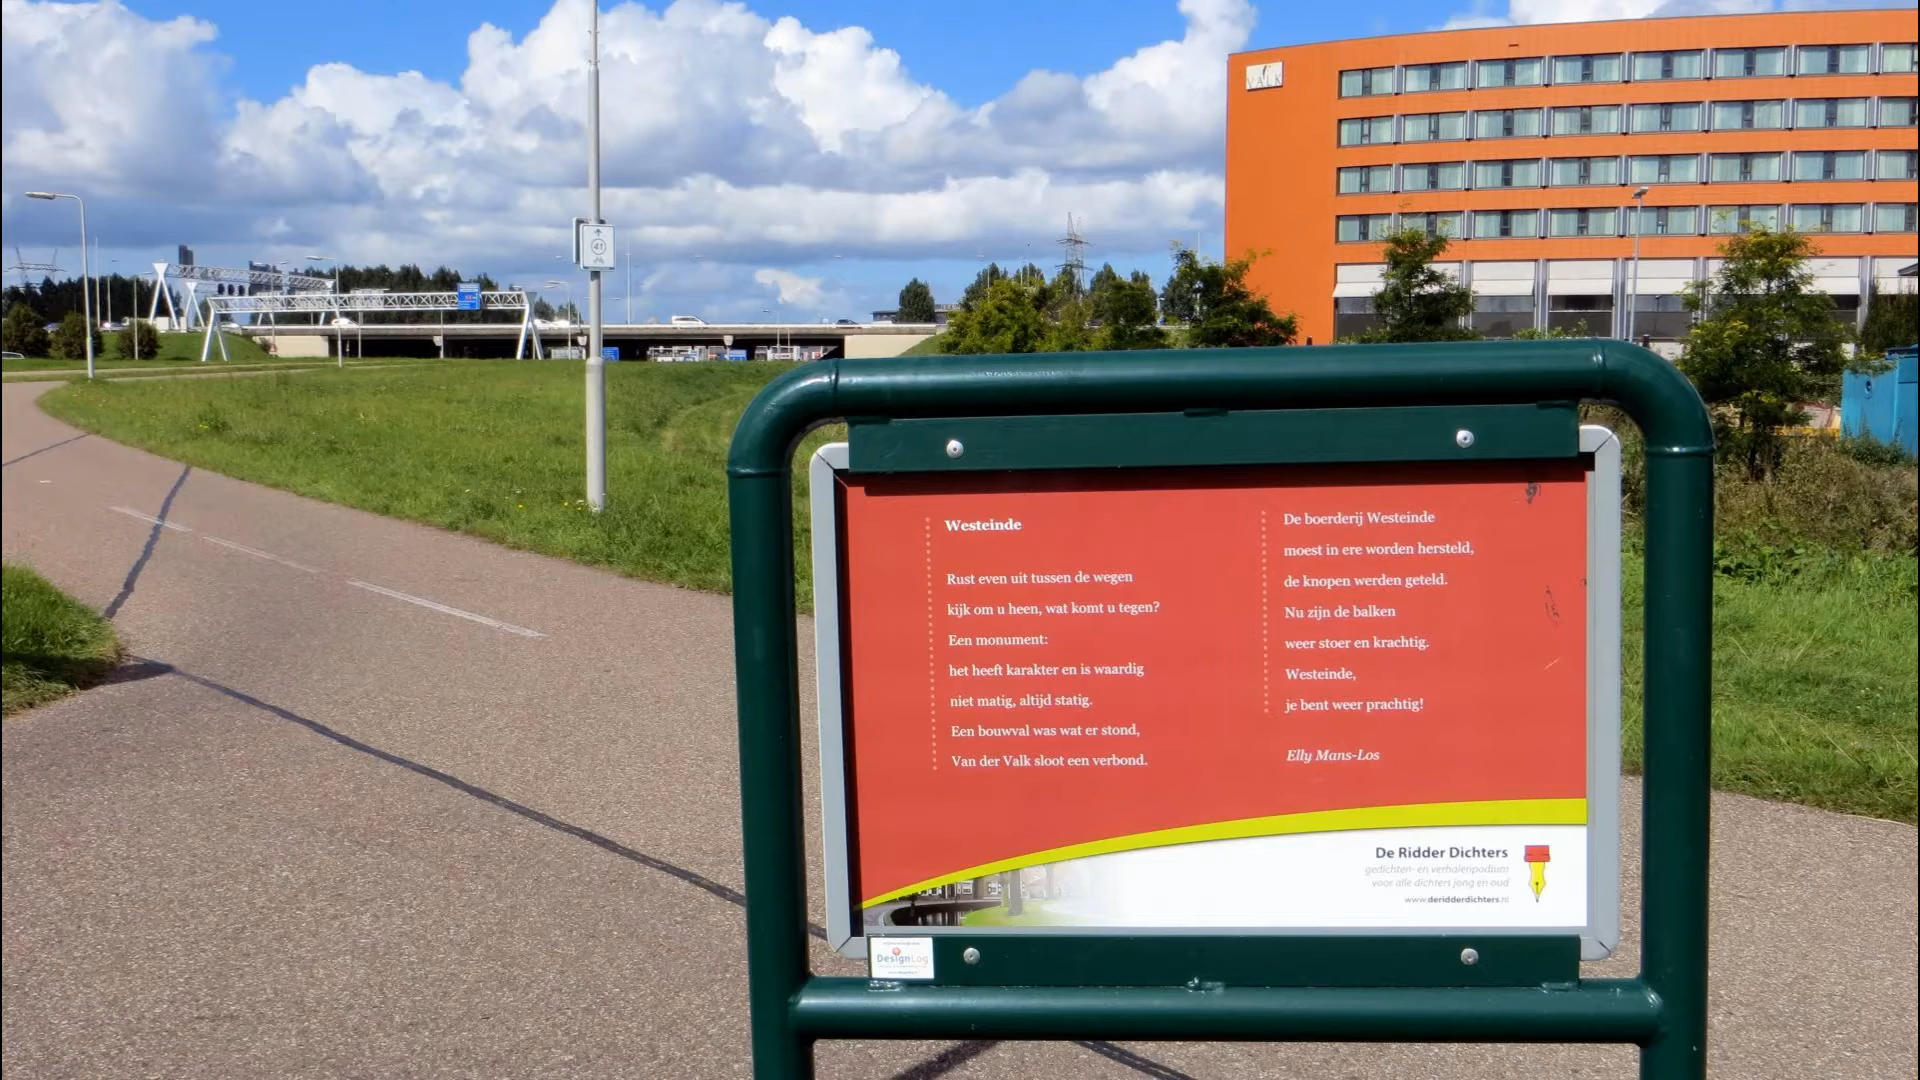 VALK
41
Westeinde
Rust even uit tussen de wegen
kijk om u heen, wat komt u tegen?
Een monument:
het heeft karakter en is waardig
niet matig, altijd statig.
Een bouwval was wat er stond,
Van der Valk sloot een verbond.
De boerderij Westeinde
moest in ere worden hersteld,
de knopen werden geteld.
Nu zijn de balken
weer stoer en krachtig.
Westeinde,
je bent weer prachtig!
Elly Mans-Los
De Ridder Dichters
gedichten- en verhalenpodium
voor alle dichters jong en oud
www.deridderdichters.nl
DesignLog